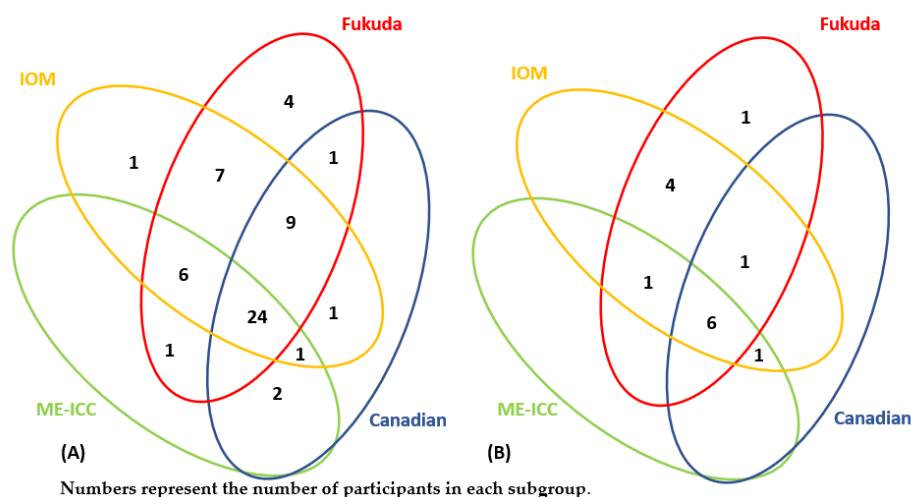 Fukuda
IOM
4
1
1
7
9
6
24
1
1
1
2
ME-ICC
Canadian
(A)
Fukuda
IOM
1
4
1
1
6
1
ME-ICC
Canadian
(B)
Numbers represent the number of participants in each subgroup.